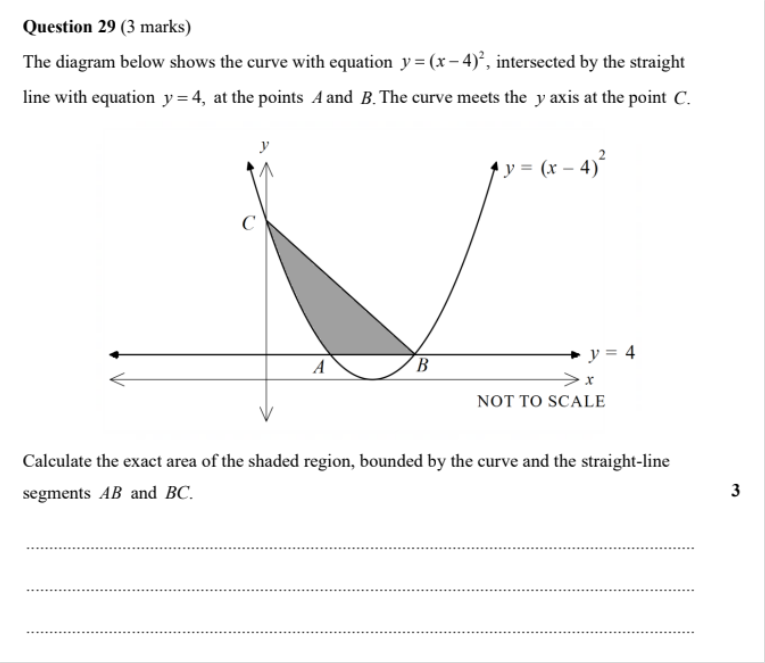 Question 29 (3 marks)
The diagram below shows the curve with equation y = (x – 4)², intersected by the straight
line with equation y = 4, at the points A and B. The curve meets the y axis at the point C.
y
y = (x – 4)²
C
y = 4
A
B
x
NOT TO SCALE
Calculate the exact area of the shaded region, bounded by the curve and the straight-line
segments AB and BC.
3